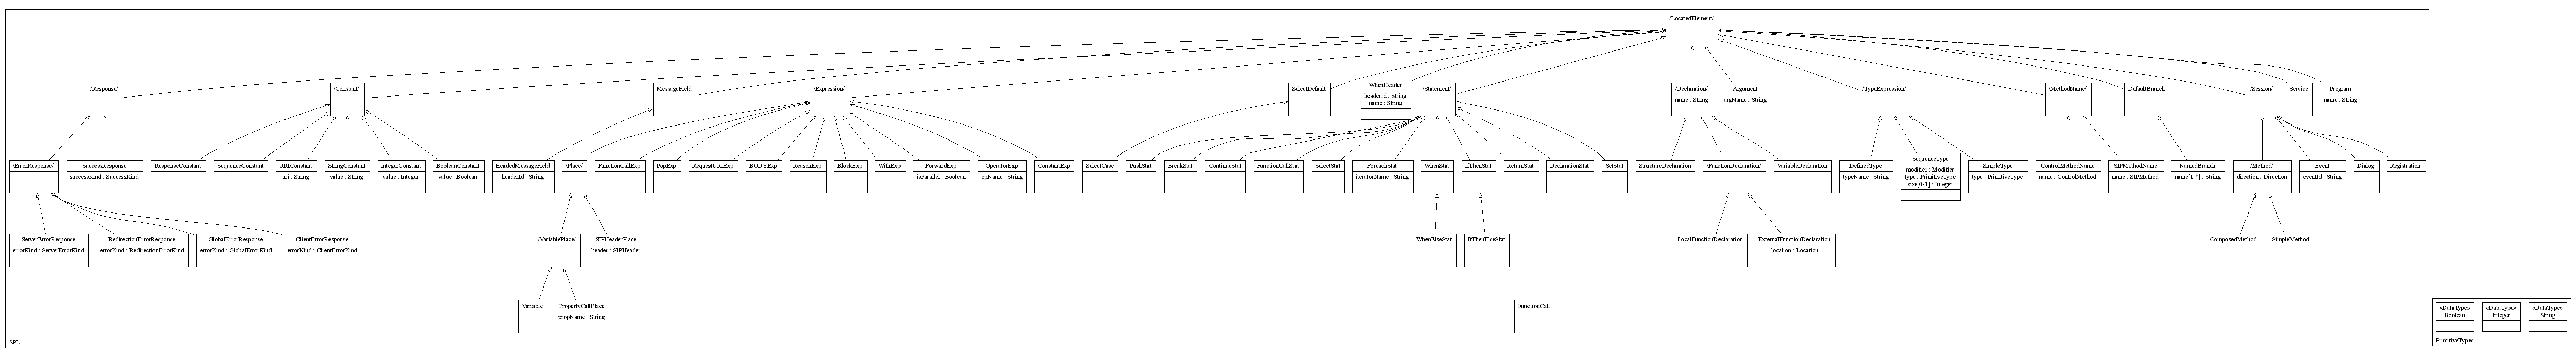 /LocatedElement/
/Response/
/Constant/
MessageField
/Expression/
SelectDefault
WhenHeader
headerId : String
name : String
/Statement/
/Declaration/
name : String
Argument
argName : String
/TypeExpression/
/MethodName/
DefaultBranch
/Session/
Service
Program
name : String
/ErrorResponse/
SuccessResponse
successKind : SuccessKind
ResponseConstant
SequenceConstant
URIConstant
uri : String
StringConstant
value : String
IntegerConstant
value : Integer
BooleanConstant
value : Boolean
HeadedMessageField
headerId : String
/Place/
FunctionCallExp
PopExp
RequestURIExp
BODYExp
ReasonExp
BlockExp
WithExp
ForwardExp
isParallel : Boolean
OperatorExp
opName : String
ConstantExp
SelectCase
PushStat
BreakStat
ContinueStat
FunctionCallStat
SelectStat
ForeachStat
iteratorName : String
WhenStat
IfThenStat
ReturnStat
DeclarationStat
SetStat
StructureDeclaration
/FunctionDeclaration/
VariableDeclaration
DefinedType
typeName : String
SequenceType
modifier : Modifier
type : PrimitiveType
size[0-1] : Integer
SimpleType
type : PrimitiveType
ControlMethodName
name : ControlMethod
SIPMethodName
name : SIPMethod
NamedBranch
name[1-*] : String
/Method/
direction : Direction
Event
eventId : String
Dialog
Registration
ServerErrorResponse
errorKind : ServerErrorKind
RedirectionErrorResponse
errorKind : RedirectionErrorKind
GlobalErrorResponse
errorKind : GlobalErrorKind
ClientErrorResponse
errorKind : ClientErrorKind
/VariablePlace/
SIPHeaderPlace
header : SIPHeader
WhenElseStat
IfThenElseStat
LocalFunctionDeclaration
ExternalFunctionDeclaration
location : Location
ComposedMethod
SimpleMethod
Variable
PropertyCallPlace
propName : String
FunctionCall
«DataType»
Boolean
«DataType»
Integer
«DataType»
String
SPL
PrimitiveTypes